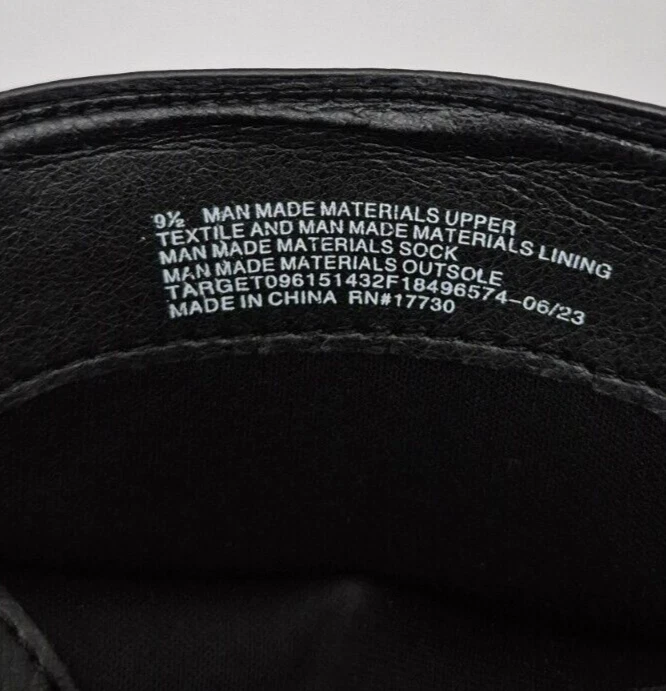 9½ MAN MADE MATERIALS UPPER
TEXTILE AND MAN MADE MATERIALS LINING
MAN MADE MATERIALS SOCK
MAN MADE MATERIALS OUTSOLE
TARGET096151432F18496574-06/23
MADE IN CHINA RN#17730